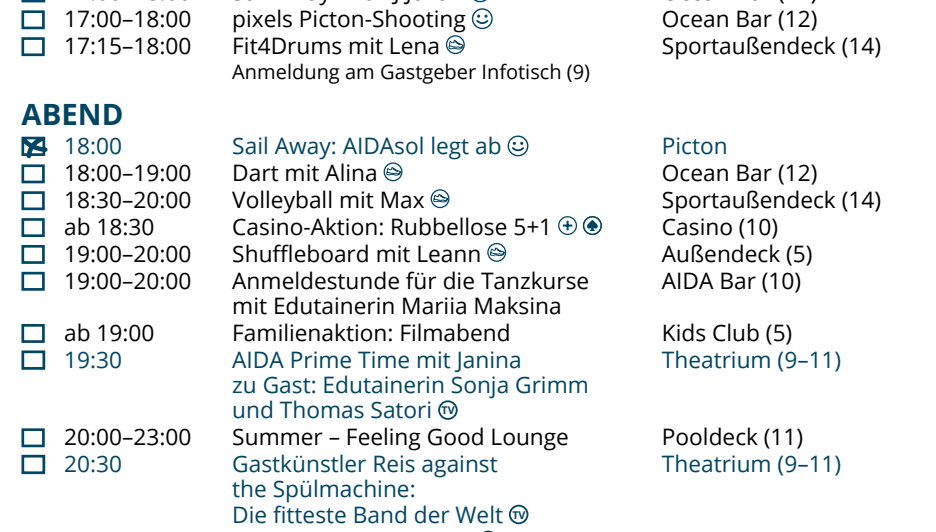 17:00–18:00 pixels Picton-Shooting Ocean Bar (12)
17:15–18:00 Fit4Drums mit Lena Sportaußendeck (14)
Anmeldung am Gastgeber Infotisch (9)
ABEND
18:00 Sail Away: AIDAsol legt ab Picton
18:00–19:00 Dart mit Alina Ocean Bar (12)
18:30–20:00 Volleyball mit Max Sportaußendeck (14)
ab 18:30 Casino-Aktion: Rubbellose 5+1 Casino (10)
19:00–20:00 Shuffleboard mit Leann Außendeck (5)
19:00–20:00 Anmeldestunde für die Tanzkurse AIDA Bar (10)
mit Edutainerin Mariia Maksina
ab 19:00 Familienaktion: Filmabend Kids Club (5)
19:30 AIDA Prime Time mit Janina Theatrium (9–11)
zu Gast: Edutainerin Sonja Grimm
und Thomas Satori TV
20:00–23:00 Summer – Feeling Good Lounge Pooldeck (11)
20:30 Gastkünstler Reis against Theatrium (9–11)
the Spülmachine:
Die fitteste Band der Welt TV